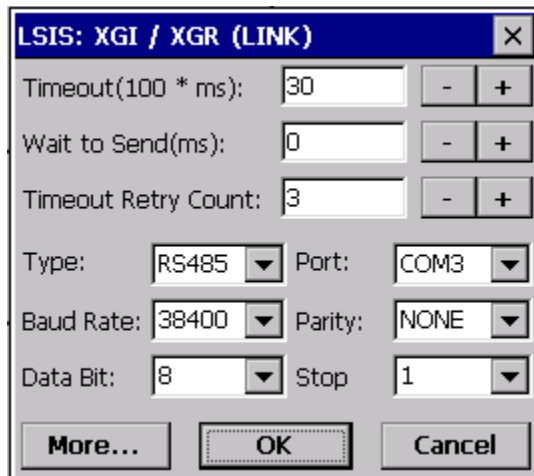 LSIS: XGI / XGR (LINK)
Timeout(100 * ms): 30 - +
Wait to Send(ms): 0 - +
Timeout Retry Count: 3 - +
Type: RS485 Port: COM3
Baud Rate: 38400 Parity: NONE
Data Bit: 8 Stop 1
More... OK Cancel